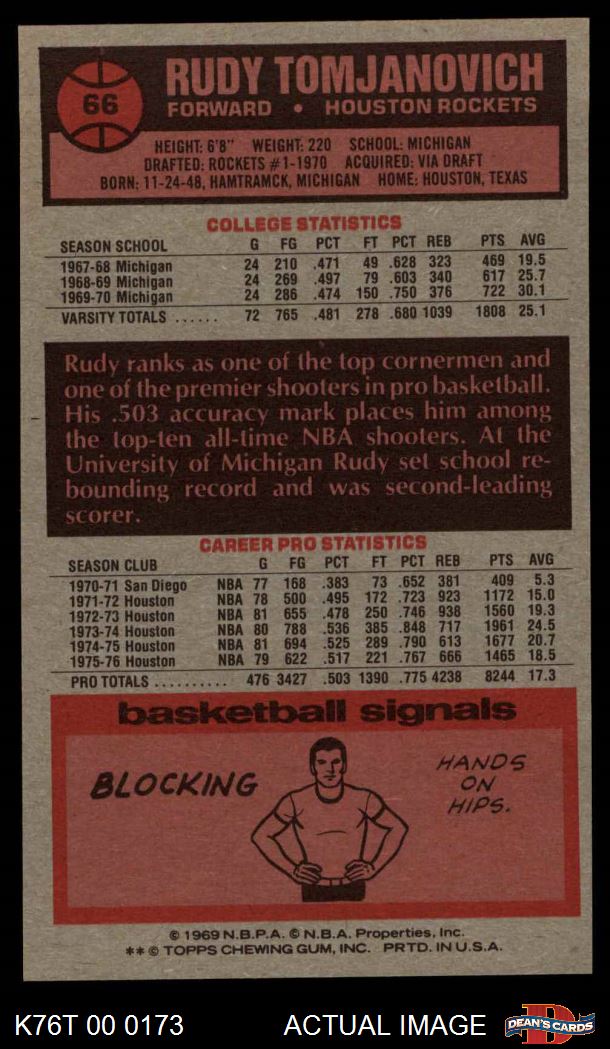 66
RUDY TOMJANOVICH
FORWARD • HOUSTON ROCKETS
HEIGHT: 6'8" WEIGHT: 220 SCHOOL: MICHIGAN
DRAFTED: ROCKETS #1-1970 ACQUIRED: VIA DRAFT
BORN: 11-24-48, HAMTRAMCK, MICHIGAN HOME: HOUSTON, TEXAS
COLLEGE STATISTICS
SEASON SCHOOL G FG PCT FT PCT REB PTS AVG
1967-68 Michigan 24 210 .471 49 .628 323 469 19.5
1968-69 Michigan 24 269 .497 79 .603 340 617 25.7
1969-70 Michigan 24 286 .474 150 .750 376 722 30.1
VARSITY TOTALS ...... 72 765 .481 278 .680 1039 1808 25.1
Rudy ranks as one of the top cornermen and
one of the premier shooters in pro basketball.
His .503 accuracy mark places him among
the top-ten all-time NBA shooters. At the
University of Michigan Rudy set school re-
bounding record and was second-leading
scorer.
CAREER PRO STATISTICS
SEASON CLUB G FG PCT FT PCT REB PTS AVG
1970-71 San Diego NBA 77 168 .383 73 .652 381 409 5.3
1971-72 Houston NBA 78 500 .495 172 .723 923 1172 15.0
1972-73 Houston NBA 81 655 .478 250 .746 938 1560 19.3
1973-74 Houston NBA 80 788 .536 385 .848 717 1961 24.5
1974-75 Houston NBA 81 694 .525 289 .790 613 1677 20.7
1975-76 Houston NBA 79 622 .517 221 .767 666 1465 18.5
PRO TOTALS .......... 476 3427 .503 1390 .775 4238 8244 17.3
basketball signals
BLOCKING
HANDS
ON
HIPS.
© 1969 N.B.P.A. © N.B.A. Properties, Inc.
** © TOPPS CHEWING GUM, INC. PRTD. IN U.S.A.
K76T 00 0173 ACTUAL IMAGE DEAN'S CARDS